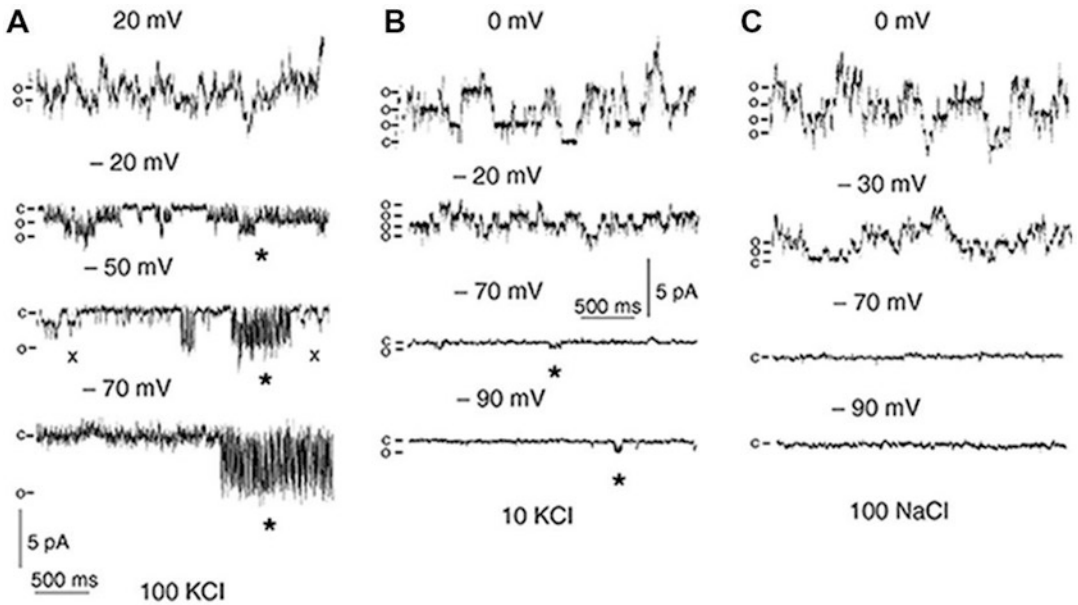 A
20 mV
o-
o-
– 20 mV
c-
o-
o-
*
– 50 mV
c-
o-
x
*
x
– 70 mV
c-
o-
*
5 pA
500 ms
100 KCl
B
0 mV
o-
o-
o-
c-
– 20 mV
o-
o-
o-
c-
– 70 mV
500 ms
5 pA
c-
o-
*
– 90 mV
c-
o-
*
10 KCl
C
0 mV
o-
o-
o-
o-
– 30 mV
o-
o-
c-
– 70 mV
c-
– 90 mV
c-
100 NaCl